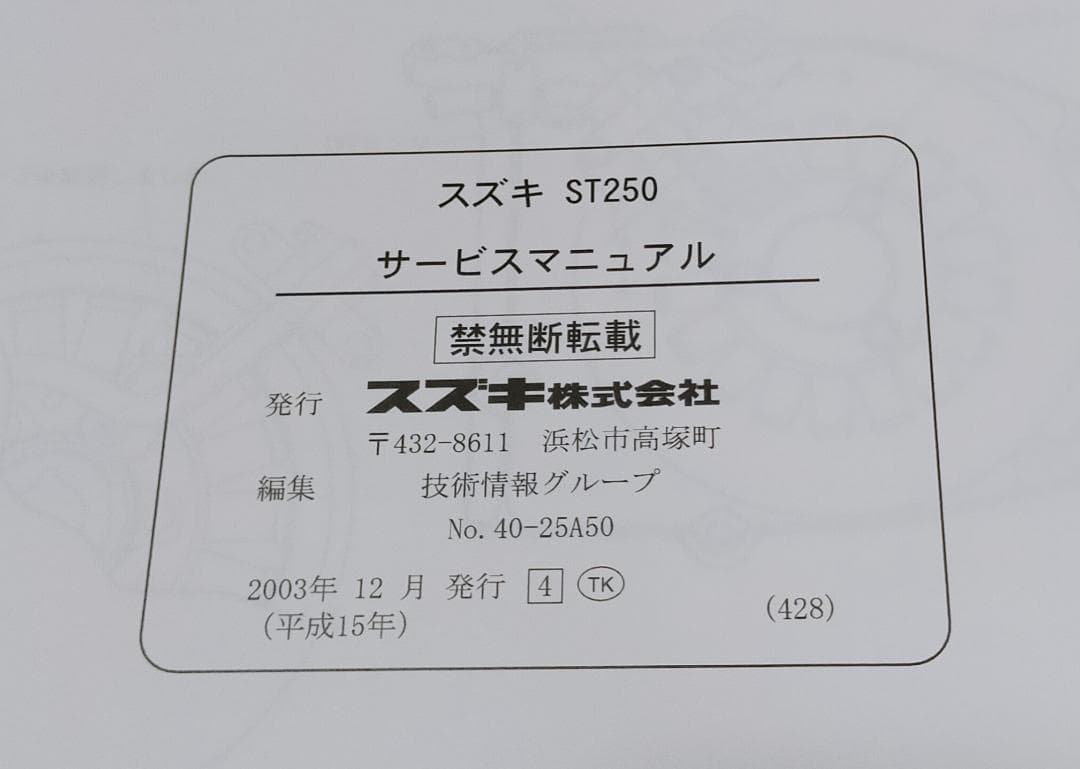 スズキ ST250
サービスマニュアル
禁無断転載
発行 スズキ株式会社
〒432-8611 浜松市高塚町
編集 技術情報グループ
No. 40-25A50
2003年 12 月 発行 4 TK
(平成15年)
(428)